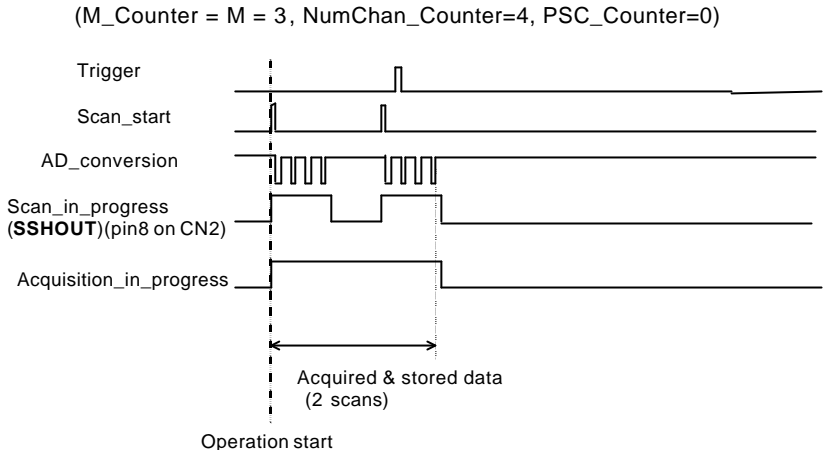 (M_Counter = M = 3, NumChan_Counter=4, PSC_Counter=0)
Trigger
Scan_start
AD_conversion
Scan_in_progress
(SSHOUT)(pin8 on CN2)
Acquisition_in_progress
Acquired & stored data
(2 scans)
Operation start